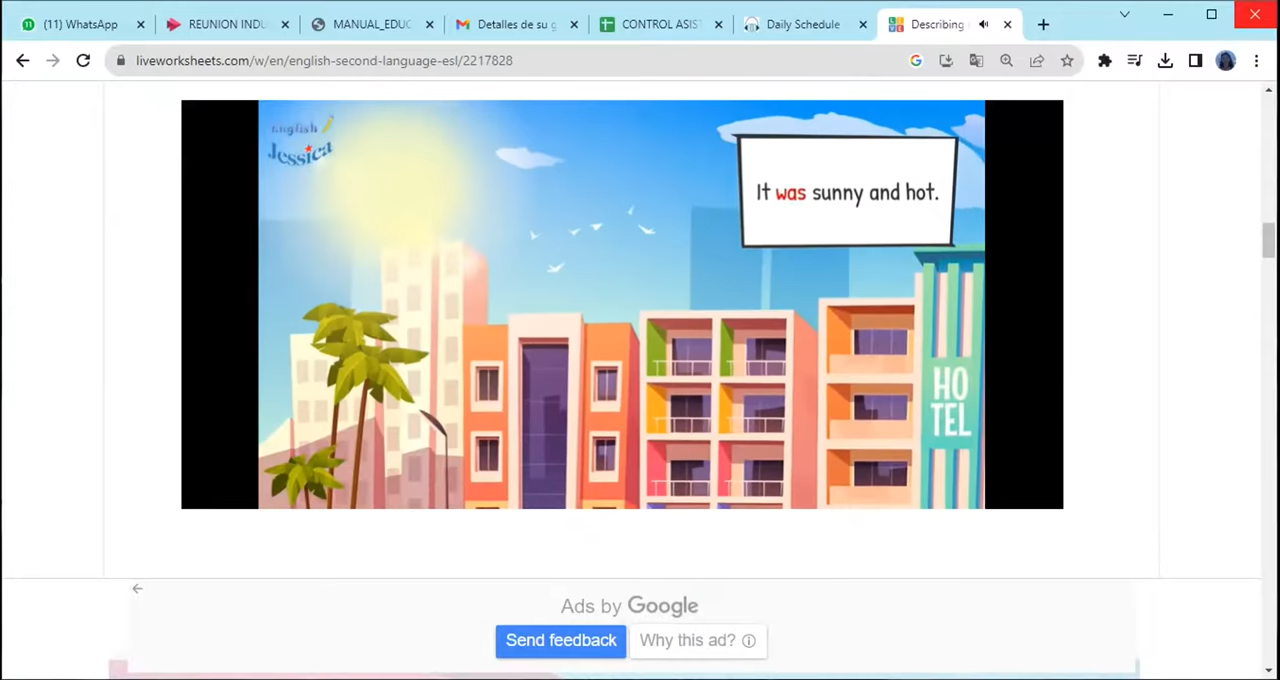 (11) WhatsApp
REUNION INDU
MANUAL_EDUC
Detalles de su g
CONTROL ASIS
Daily Schedule
Describing
liveworksheets.com/w/en/english-second-language-esl/2217828
English
Jessica
It was sunny and hot.
HO
TEL
Ads by Google
Send feedback
Why this ad?